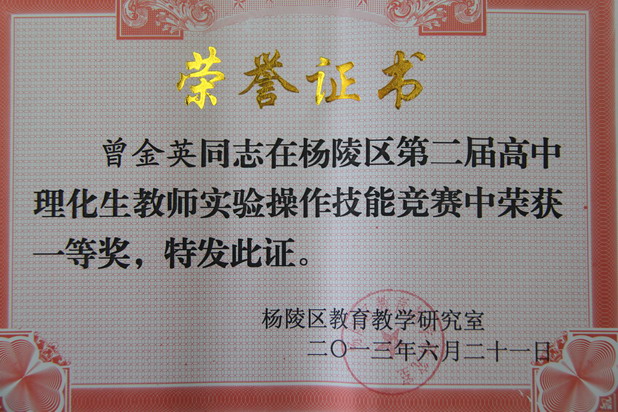 荣誉证书
曾金英同志在杨陵区第二届高中
理化生教师实验操作技能竞赛中荣获
一等奖，特发此证。
杨陵区教育教学研究室
二〇一三年六月二十一日